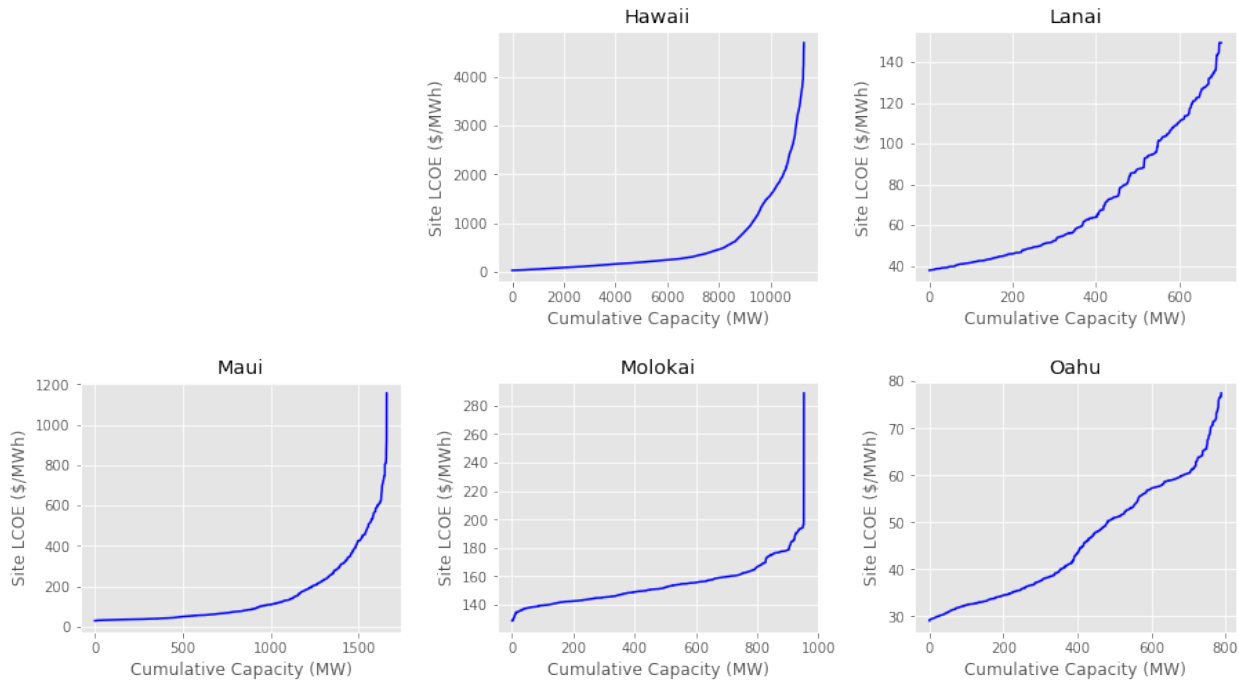 Hawaii
Site LCOE ($/MWh)
4000
3000
2000
1000
0
0 2000 4000 6000 8000 10000
Cumulative Capacity (MW)
Lanai
Site LCOE ($/MWh)
140
120
100
80
60
40
0 200 400 600
Cumulative Capacity (MW)
Maui
Site LCOE ($/MWh)
1200
1000
800
600
400
200
0
0 500 1000 1500
Cumulative Capacity (MW)
Molokai
Site LCOE ($/MWh)
280
260
240
220
200
180
160
140
0 200 400 600 800 1000
Cumulative Capacity (MW)
Oahu
Site LCOE ($/MWh)
80
70
60
50
40
30
0 200 400 600 800
Cumulative Capacity (MW)